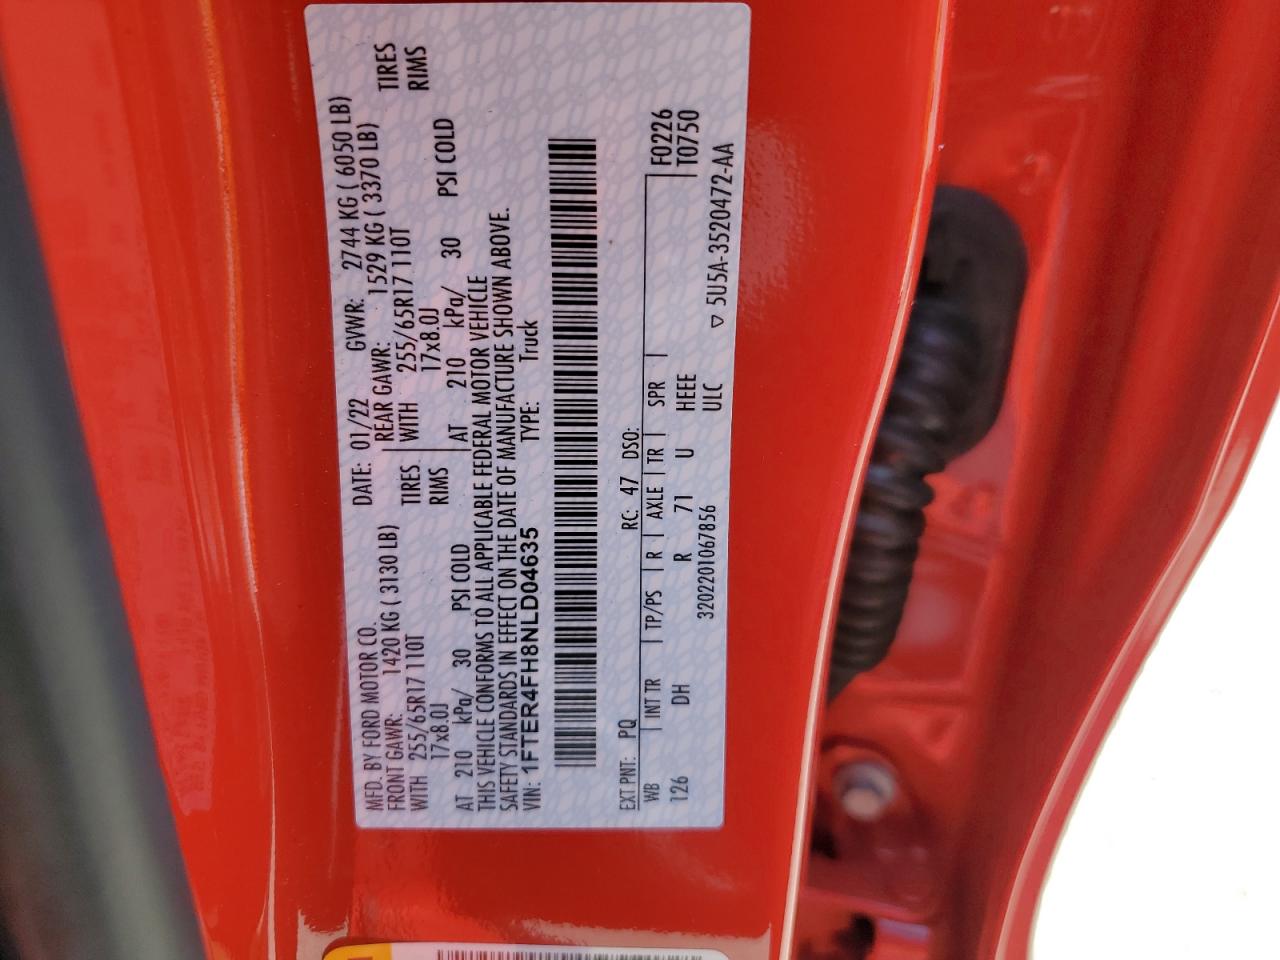 MFD. BY FORD MOTOR CO.
DATE: 01/22 GVWR: 2744 KG ( 6050 LB)
FRONT GAWR: 1420 KG ( 3130 LB)
REAR GAWR: 1529 KG ( 3370 LB)
WITH 255/65R17 110T TIRES
WITH 255/65R17 110T TIRES
17x8.0J RIMS
17x8.0J RIMS
AT 210 kPa/ 30 PSI COLD
AT 210 kPa/ 30 PSI COLD
THIS VEHICLE CONFORMS TO ALL APPLICABLE FEDERAL MOTOR VEHICLE
SAFETY STANDARDS IN EFFECT ON THE DATE OF MANUFACTURE SHOWN ABOVE.
VIN: 1FTER4FH8NLD04635 TYPE: Truck
EXT PNT: PQ RC: 47 DSO: F0226
WB INT TR TP/PS R AXLE TR SPR T0750
126 DH R 71 U HEEE
3202201067856 ULC
5U5A-3520472-AA